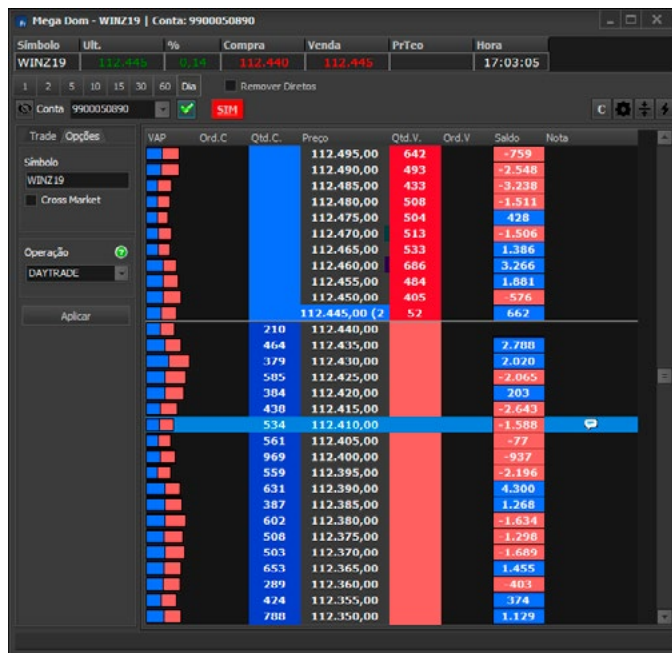 Mega Dom - WINZ19 | Conta: 9900050890
Símbolo Ult. % Compra Venda PrTeo Hora
WINZ19 112.445 0,14 112.440 112.445 17:03:05
1 2 5 10 15 30 60 Dia Remover Diretos
Conta 9900050890 SIM C
Trade Opções
Símbolo
WINZ19
Cross Market
Operação
DAYTRADE
Aplicar
VAP Ord.C Qtd.C. Preço Qtd.V. Ord.V Saldo Nota
112.495,00 642 -759
112.490,00 493 -2.548
112.485,00 433 -3.238
112.480,00 508 -1.511
112.475,00 504 428
112.470,00 513 -1.506
112.465,00 533 1.386
112.460,00 686 3.266
112.455,00 484 1.881
112.450,00 405 -576
112.445,00 (2 52 662
210 112.440,00
464 112.435,00 2.788
379 112.430,00 2.020
585 112.425,00 -2.065
384 112.420,00 203
438 112.415,00 -2.643
534 112.410,00 -1.588
561 112.405,00 -77
969 112.400,00 -937
559 112.395,00 -2.196
631 112.390,00 4.300
387 112.385,00 1.268
602 112.380,00 -1.634
508 112.375,00 -1.298
503 112.370,00 -1.689
653 112.365,00 1.455
289 112.360,00 -403
424 112.355,00 374
788 112.350,00 1.129